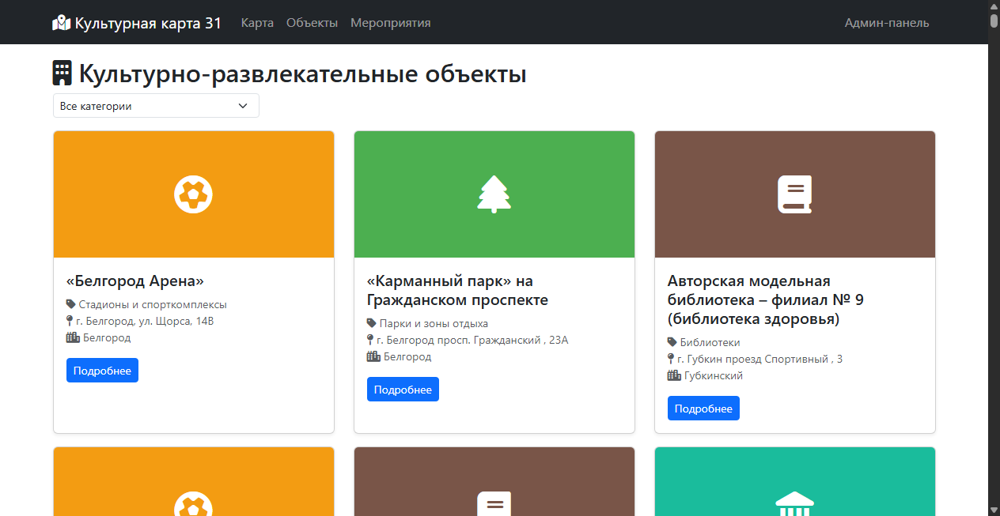 Культурная карта 31 Карта Объекты Мероприятия Админ-панель
Культурно-развлекательные объекты
Все категории
«Белгород Арена»
Стадионы и спорткомплексы
г. Белгород, ул. Щорса, 14В
Белгород
Подробнее
«Карманный парк» на
Гражданском проспекте
Парки и зоны отдыха
г. Белгород просп. Гражданский , 23А
Белгород
Подробнее
Авторская модельная
библиотека – филиал № 9
(библиотека здоровья)
Библиотеки
г. Губкин проезд Спортивный , 3
Губкинский
Подробнее